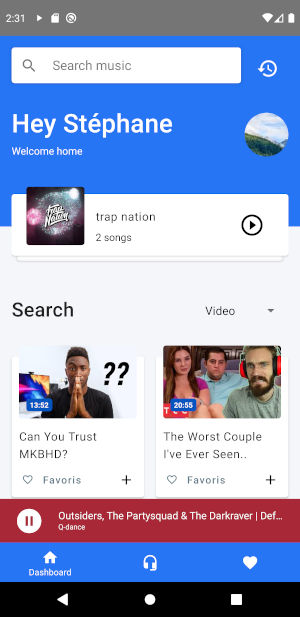 2:31
Search music
Hey Stéphane
Welcome home
Trap Nation
trap nation
2 songs
Search
Video
??
13:52
20:55
Can You Trust
MKBHD?
The Worst Couple
I've Ever Seen..
Favoris
Favoris
Outsiders, The Partysquad & The Darkraver | Def...
Q-dance
Dashboard